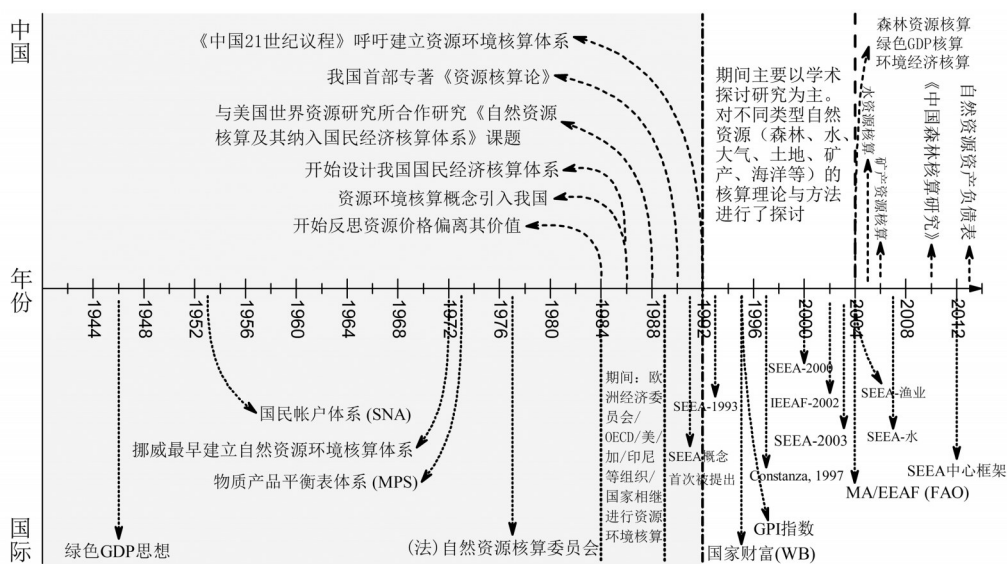 中国
《中国21世纪议程》呼吁建立资源环境核算体系
我国首部专著《资源核算论》
与美国世界资源研究所合作研究《自然资源
核算及其纳入国民经济核算体系》课题
开始设计我国国民经济核算体系
资源环境核算概念引入我国
开始反思资源价格偏离其价值
期间主要以学术
探讨研究为主。
对不同类型自然
资源（森林、水、
大气、土地、矿
产、海洋等）的
核算理论与方法
进行了探讨
森林资源核算
绿色GDP核算
环境经济核算
水资源核算
矿产资源核算
《中国森林核算研究》
自然资源资产负债表
年份
1944
1948
1952
1956
1960
1964
1968
1972
1976
1980
1984
1988
1992
1996
2000
2004
2008
2012
国际
绿色GDP思想
国民帐户体系 (SNA)
挪威最早建立自然资源环境核算体系
物质产品平衡表体系 (MPS)
(法)自然资源核算委员会
期间：欧
洲经济委
员会/
OECD/美/
加/印尼
等组织/
国家相继
进行资源
环境核算
SEEA概念
首次被提出
SEEA-1993
国家财富(WB)
GPI指数
Constanza, 1997
SEEA-2000
IEEAF-2002
SEEA-2003
MA/EEAF (FAO)
SEEA-渔业
SEEA-水
SEEA中心框架